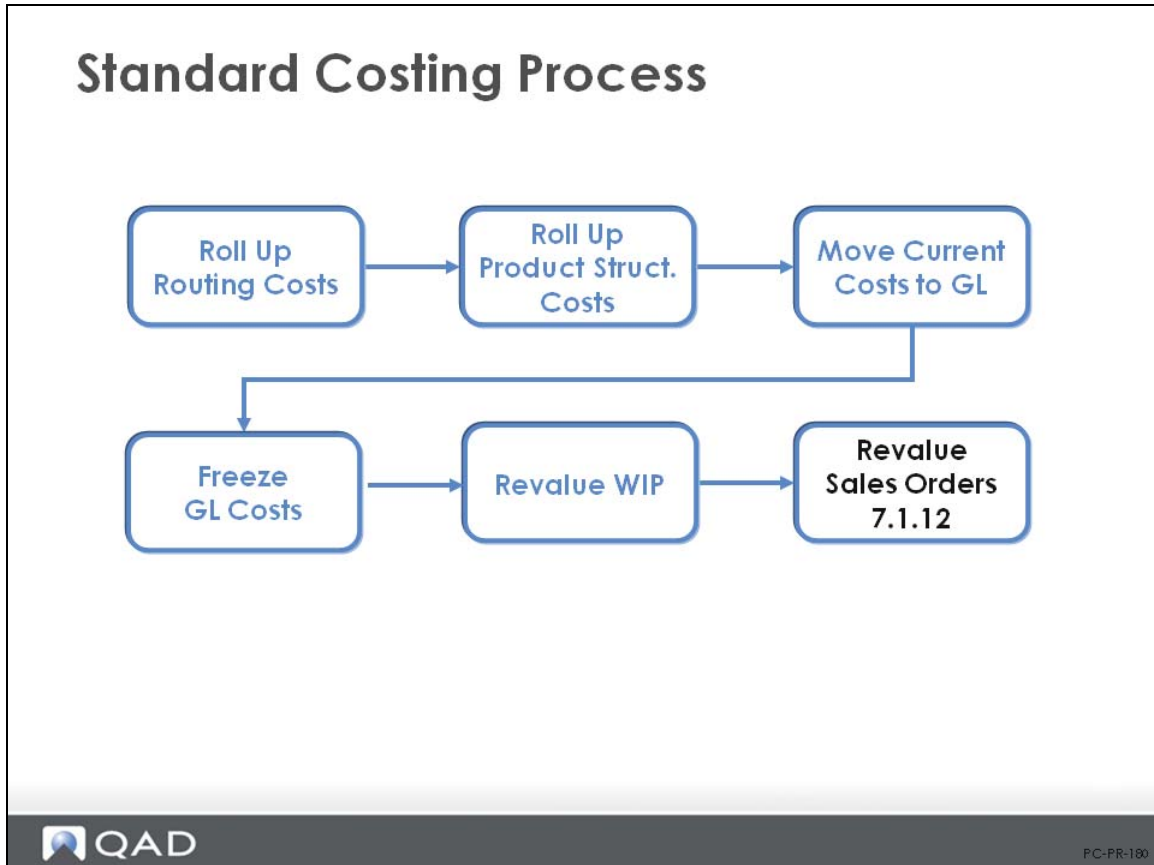 Standard Costing Process
Roll Up
Routing Costs
Roll Up
Product Struct.
Costs
Move Current
Costs to GL
Freeze
GL Costs
Revalue WIP
Revalue
Sales Orders
7.1.12
QAD
PC-PR-180